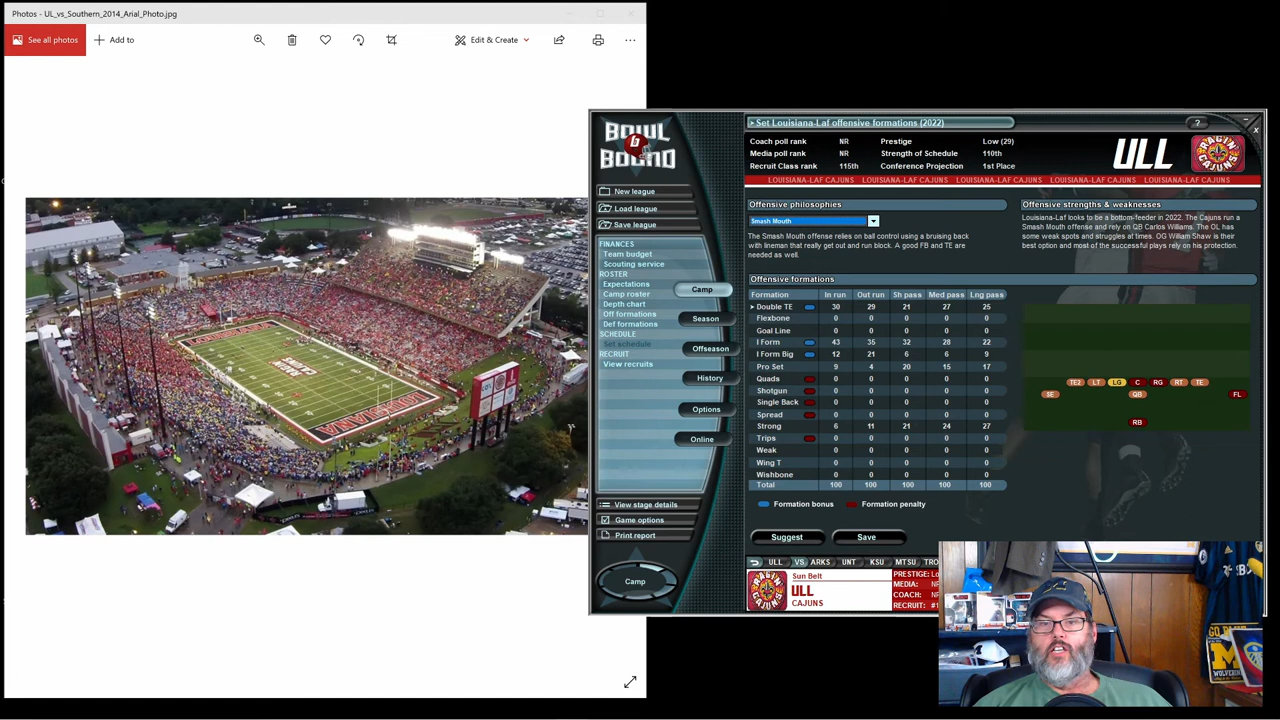 Photos - UL_vs_Southern_2014_Arial_Photo.jpg
See all photos
Add to
Edit & Create
BOWL
BOUND
New league
Load league
Save league
FINANCES
Team budget
Scouting service
ROSTER
Expectations
Camp roster
Depth chart
Off formations
Def formations
SCHEDULE
Set schedule
RECRUIT
View recruits
Camp
Season
Offseason
History
Options
Online
View stage details
Game options
Print report
Camp
Set Louisiana-Laf offensive formations (2022)
?
Coach poll rank NR Prestige Low (29)
Media poll rank NR Strength of Schedule 110th
Recruit Class rank 115th Conference Projection 1st Place
ULL
RAGIN CAJUNS
LOUISIANA-LAF CAJUNS LOUISIANA-LAF CAJUNS LOUISIANA-LAF CAJUNS LOUISIANA-LAF CAJUNS LOUISIANA-LAF CAJUNS
Offensive philosophies
Smash Mouth
The Smash Mouth offense relies on ball control using a bruising back
with lineman that really get out and run block. A good FB and TE are
needed as well.
Offensive strengths & weaknesses
Louisiana-Laf looks to be a bottom-feeder in 2022. The Cajuns run a
Smash Mouth offense and rely on QB Carlos Williams. The OL has
some weak spots and struggles at times. OG William Shaw is their
best option and most of the successful plays rely on his protection.
Offensive formations
Formation In run Out run Sh pass Med pass Lng pass
Double TE 30 29 21 27 25
Flexbone 0 0 0 0 0
Goal Line 0 0 0 0 0
I Form 43 35 32 28 22
I Form Big 12 21 6 6 9
Pro Set 9 4 20 15 17
Quads 0 0 0 0 0
Shotgun 0 0 0 0 0
Single Back 0 0 0 0 0
Spread 0 0 0 0 0
Strong 6 11 21 24 27
Trips 0 0 0 0 0
Weak 0 0 0 0 0
Wing T 0 0 0 0 0
Wishbone 0 0 0 0 0
Total 100 100 100 100 100
Formation bonus Formation penalty
TE2 LT LG C RG RT TE
SE QB FL
RB
Suggest Save
ULL VS ARKS UNT KSU MTSU TRO
Sun Belt
ULL
CAJUNS
PRESTIGE: Lo
MEDIA: NR
COACH: NR
RECRUIT: #1
GO BLUE
M
WOLVERINE